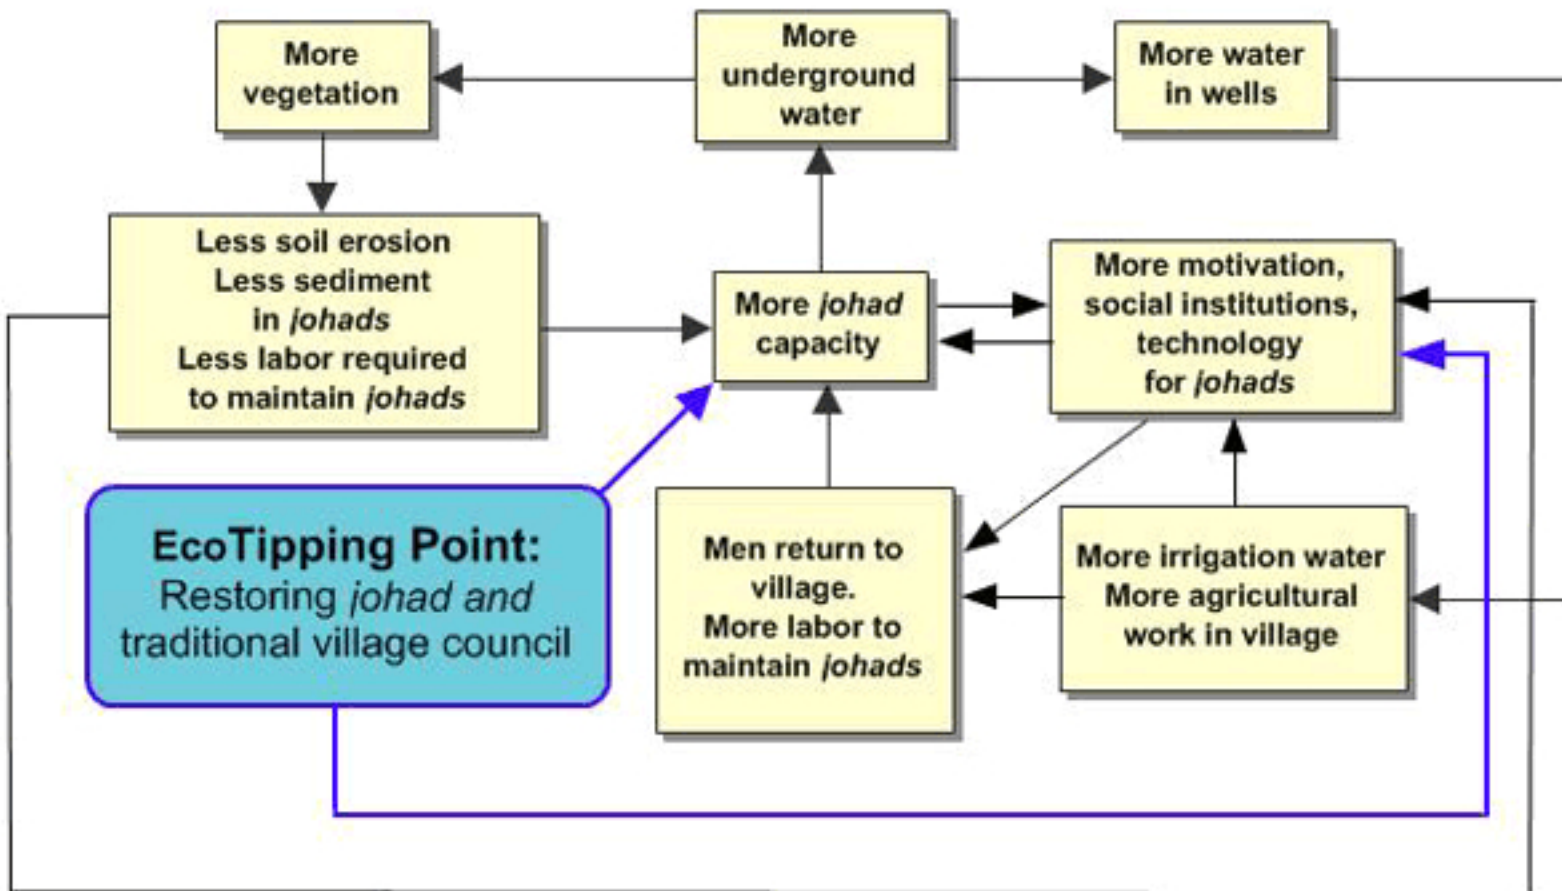 More
vegetation
More
underground
water
More water
in wells
Less soil erosion
Less sediment
in johads
Less labor required
to maintain johads
More johad
capacity
More motivation,
social institutions,
technology
for johads
EcoTipping Point:
Restoring johad and
traditional village council
Men return to
village.
More labor to
maintain johads
More irrigation water
More agricultural
work in village